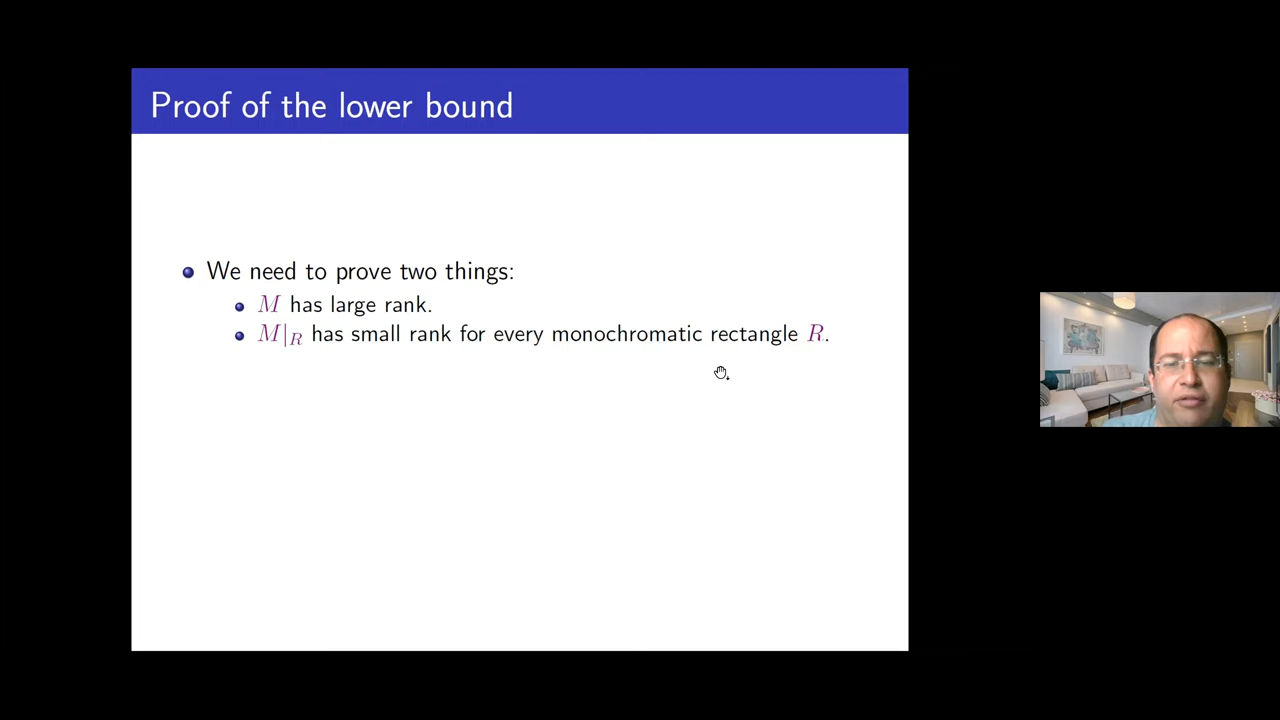 Proof of the lower bound
We need to prove two things:
M has large rank.
M|_R has small rank for every monochromatic rectangle R.